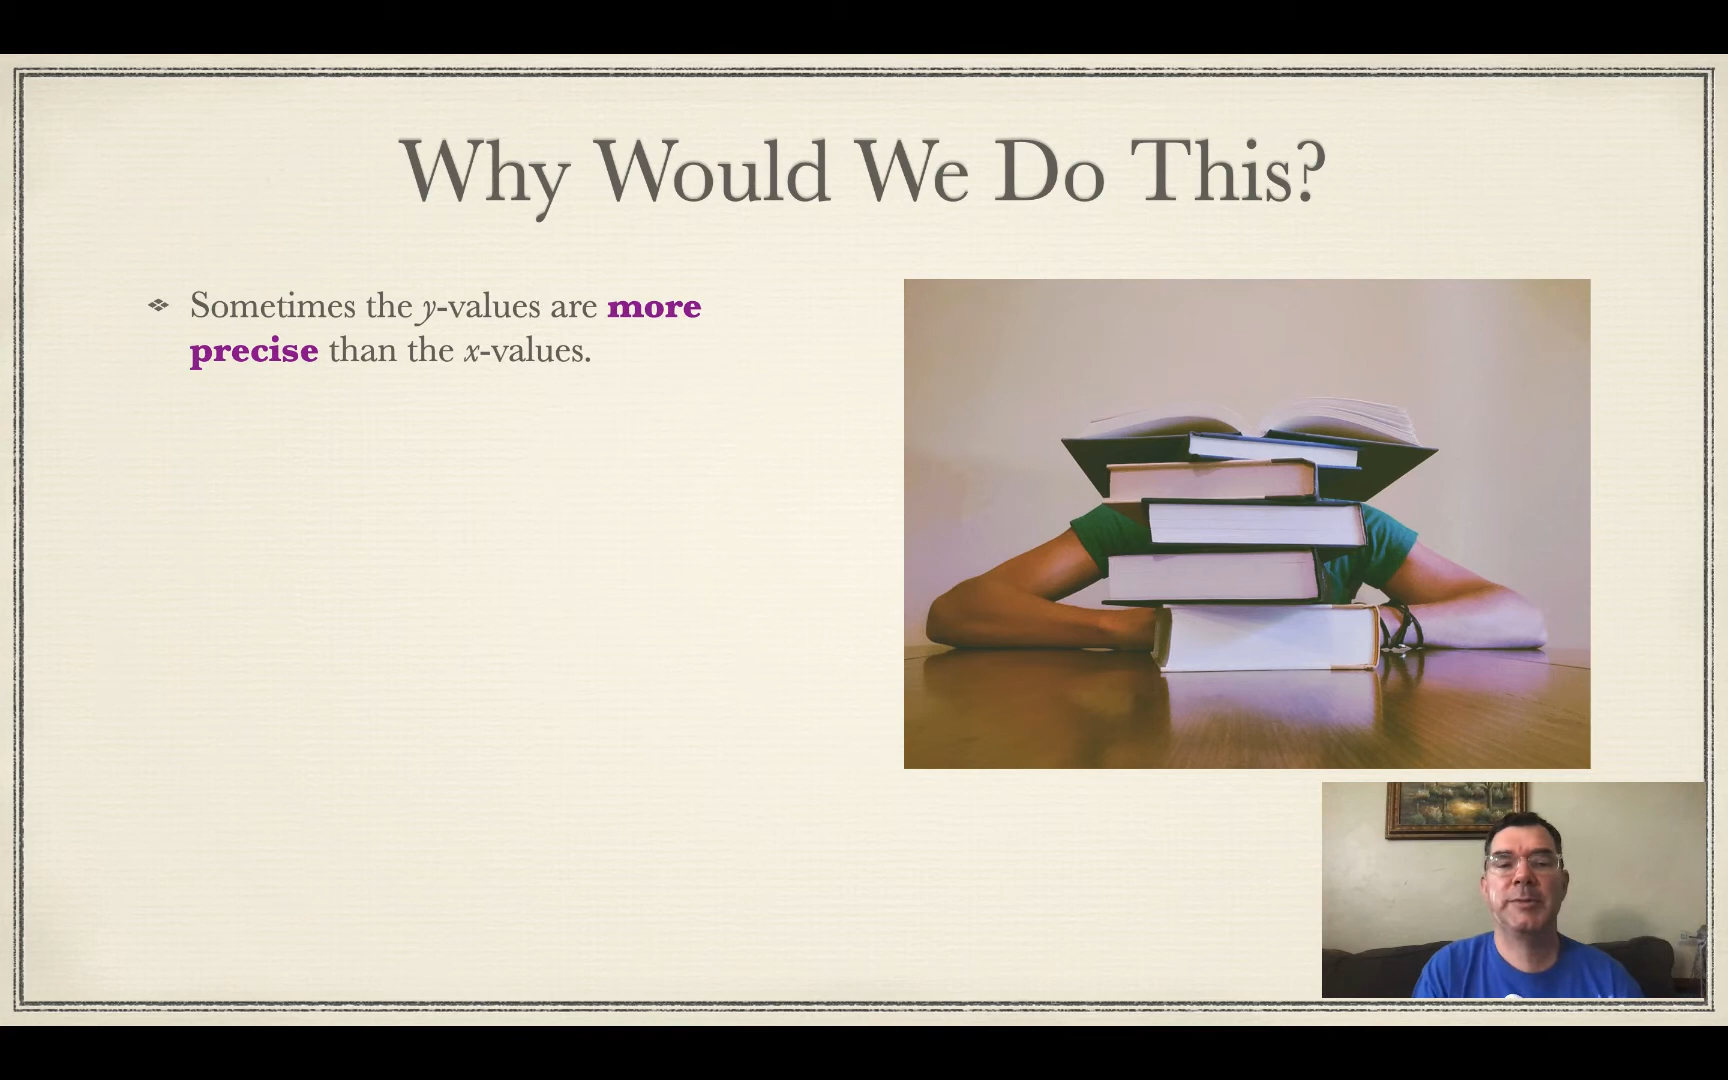 Why Would We Do This?
Sometimes the y-values are more
precise than the x-values.